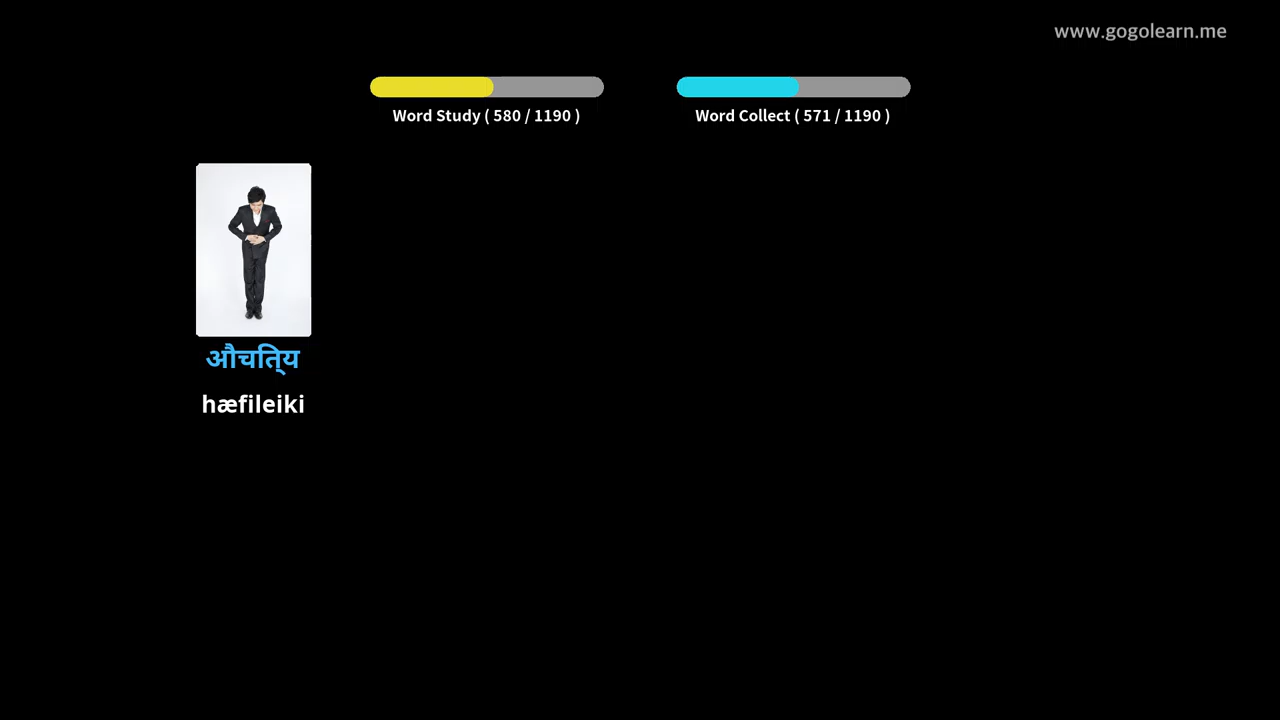 www.gogolearn.me
Word Study ( 580 / 1190 )
Word Collect ( 571 / 1190 )
औचित्य
hæfileiki